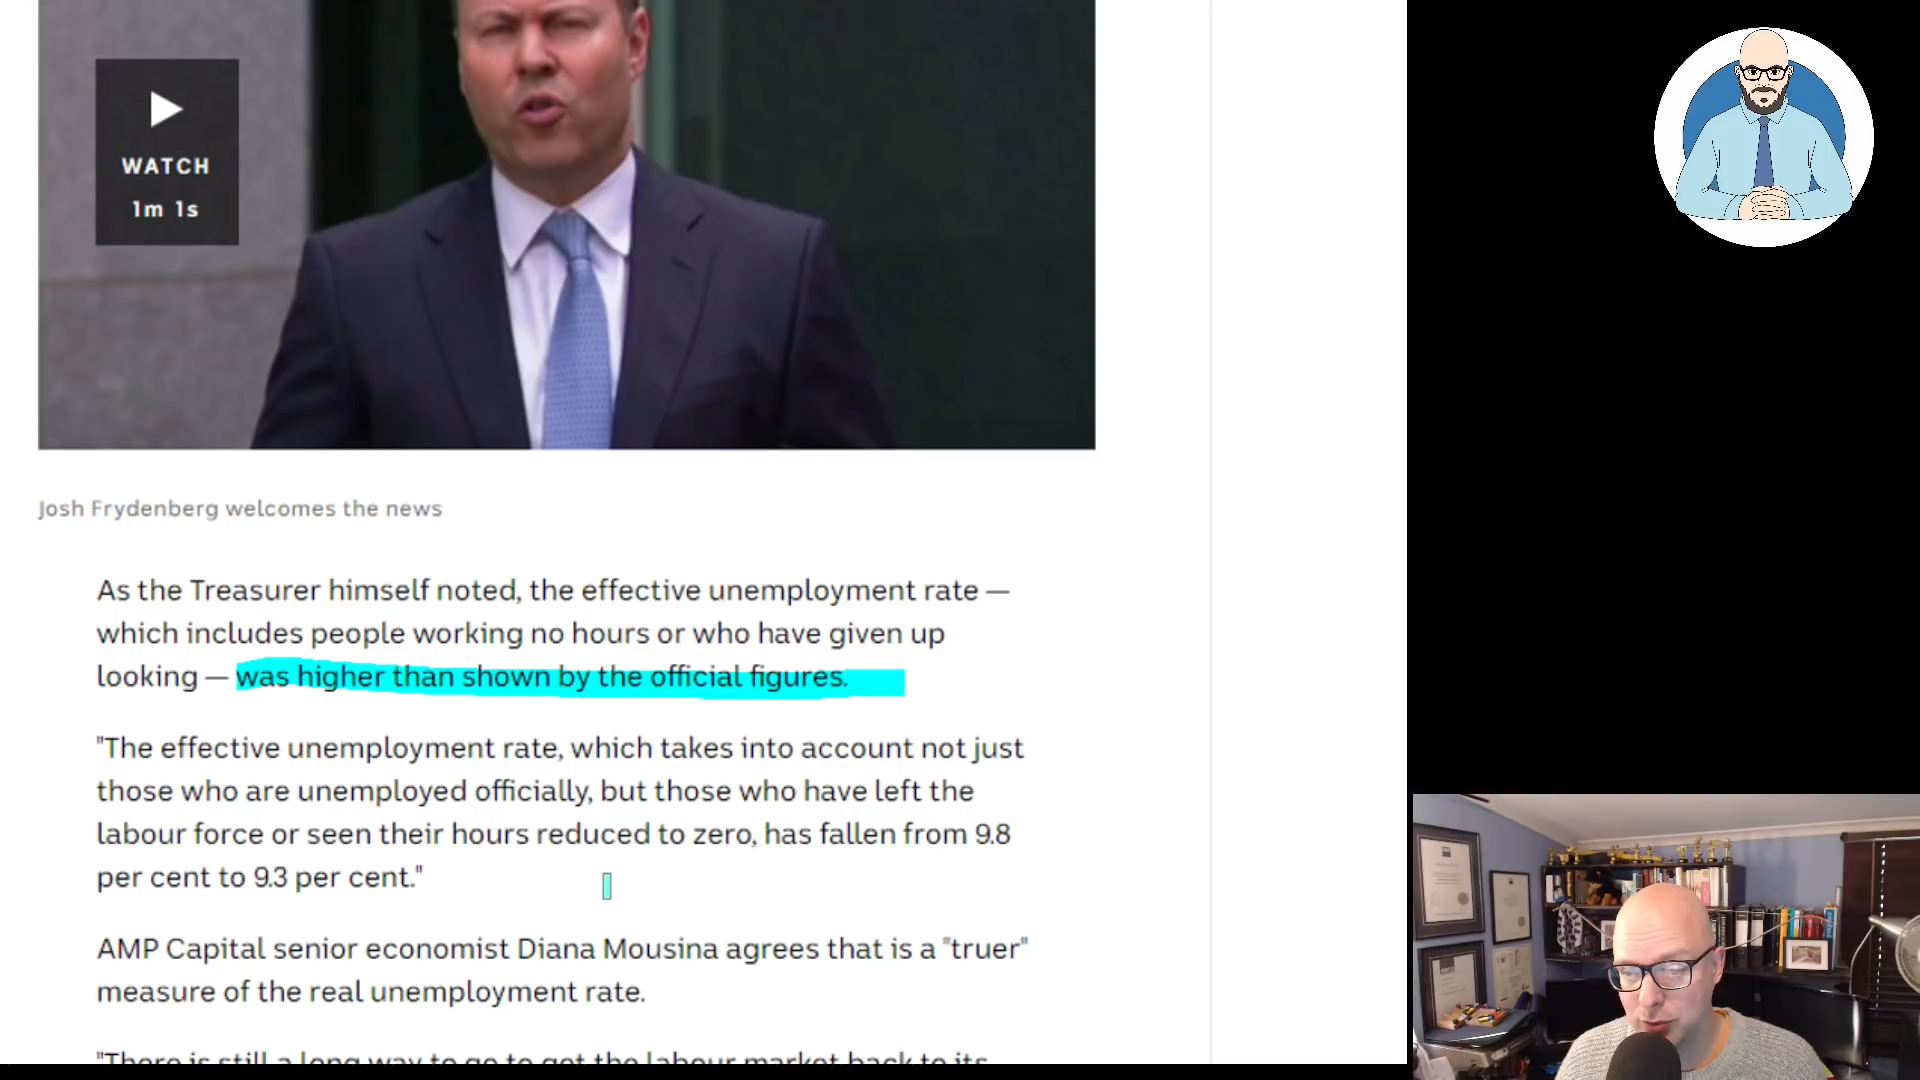 WATCH
1m 1s
Josh Frydenberg welcomes the news
As the Treasurer himself noted, the effective unemployment rate —
which includes people working no hours or who have given up
looking — was higher than shown by the official figures.
"The effective unemployment rate, which takes into account not just
those who are unemployed officially, but those who have left the
labour force or seen their hours reduced to zero, has fallen from 9.8
per cent to 9.3 per cent."
AMP Capital senior economist Diana Mousina agrees that is a "truer"
measure of the real unemployment rate.
"There is still a long way to go to get the labour market back to its